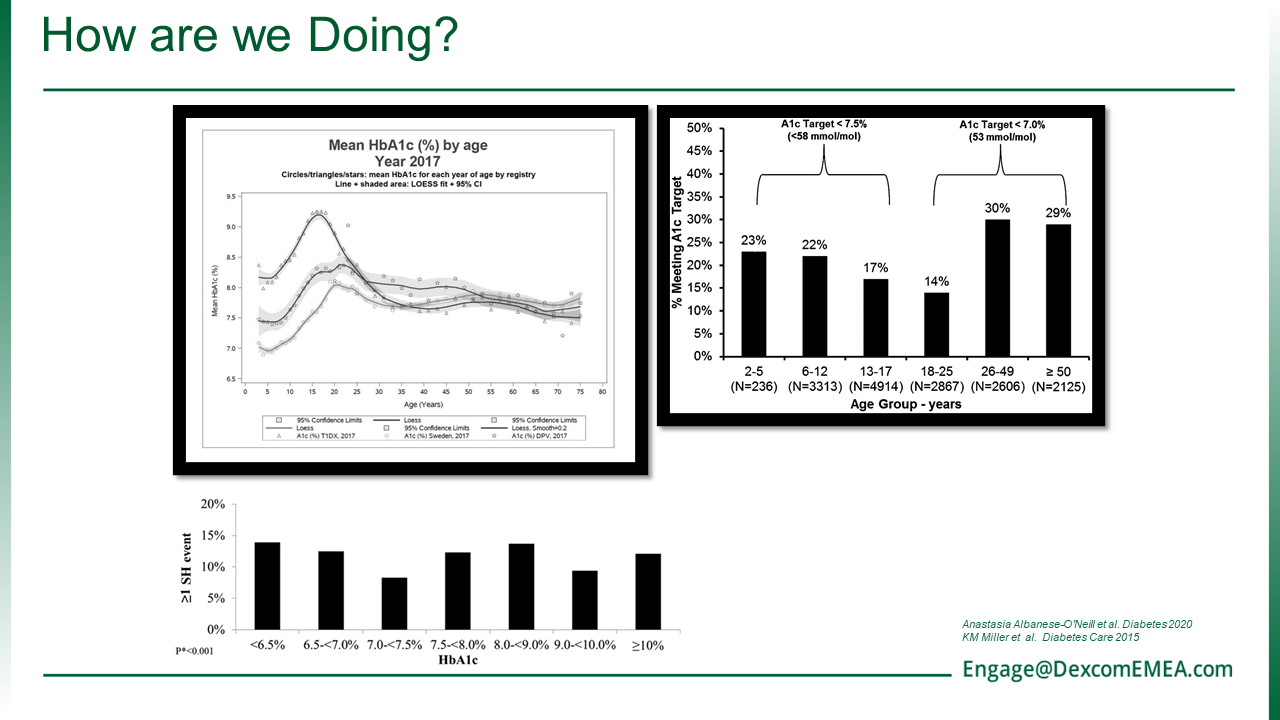 How are we Doing?
Mean HbA1c (%) by age
Year 2017
Circles/triangles/stars: mean HbA1c for each year of age by registry
Line + shaded area: LOESS fit + 95% CI
9.5
9.0
8.5
8.0
7.5
7.0
6.5
Mean HbA1c (%)
0 5 10 15 20 25 30 35 40 45 50 55 60 65 70 75 80
Age (Years)
95% Confidence Limits Loess 95% Confidence Limits
Loess 95% Confidence Limits Loess, Smooth=0.2
A1c (%) T1DX, 2017 A1c (%) Sweden, 2017 A1c (%) DPV, 2017
A1c Target < 7.5% A1c Target < 7.0%
(<58 mmol/mol) (53 mmol/mol)
50%
45%
40%
35%
30%
25%
20%
15%
10%
5%
0%
% Meeting A1c Target
23% 22% 17% 14% 30% 29%
2-5 6-12 13-17 18-25 26-49 ≥ 50
(N=236) (N=3313) (N=4914) (N=2867) (N=2606) (N=2125)
Age Group - years
20%
15%
10%
5%
0%
≥1 SH event
<6.5% 6.5-<7.0% 7.0-<7.5% 7.5-<8.0% 8.0-<9.0% 9.0-<10.0% ≥10%
HbA1c
P*<0.001
Anastasia Albanese-O'Neill et al. Diabetes 2020
KM Miller et al. Diabetes Care 2015
Engage@DexcomEMEA.com